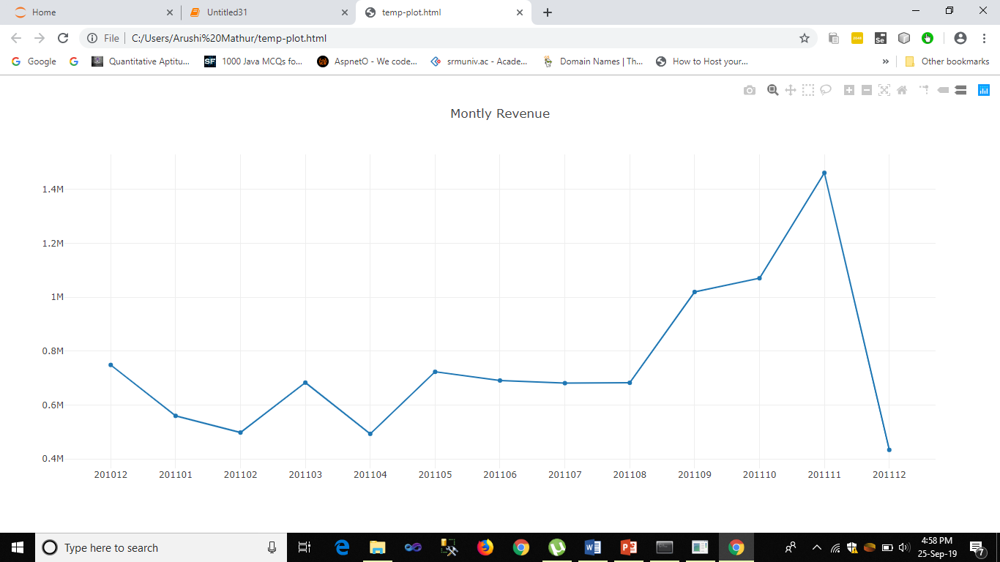 Home
Untitled31
temp-plot.html
File C:/Users/Arushi%20Mathur/temp-plot.html
Google
Quantitative Aptitu...
SF 1000 Java MCQs fo...
AspnetO - We code...
srmuniv.ac - Acade...
Domain Names | Th...
How to Host your...
»
Other bookmarks
Montly Revenue
1.4M
1.2M
1M
0.8M
0.6M
0.4M
201012 201101 201102 201103 201104 201105 201106 201107 201108 201109 201110 201111 201112
Type here to search
4:58 PM
25-Sep-19
7